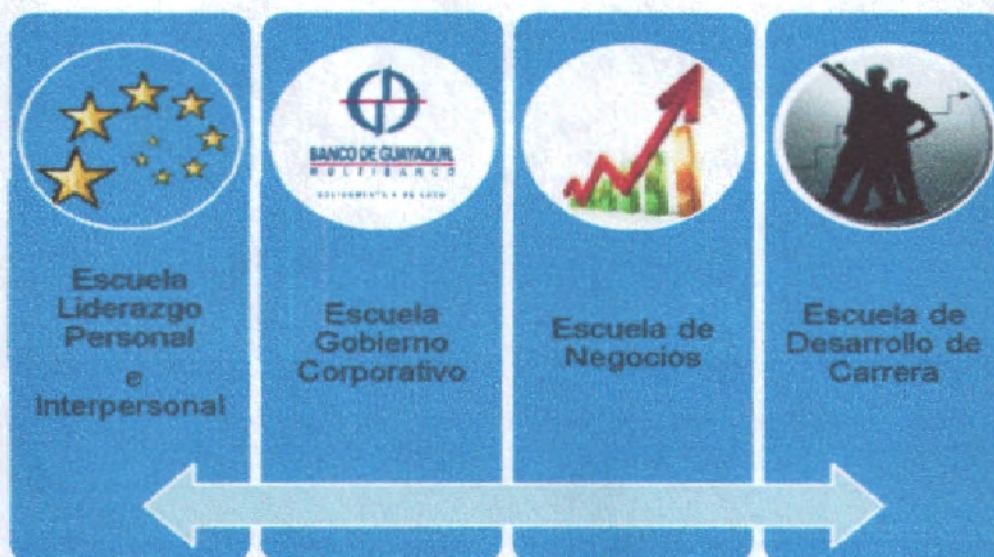 Escuela
Liderazgo
Personal
e
Interpersonal
BANCO DE GUAYAQUIL
MULTIBANCO
Escuela
Gobierno
Corporativo
Escuela de
Negocios
Escuela de
Desarrollo de
Carrera